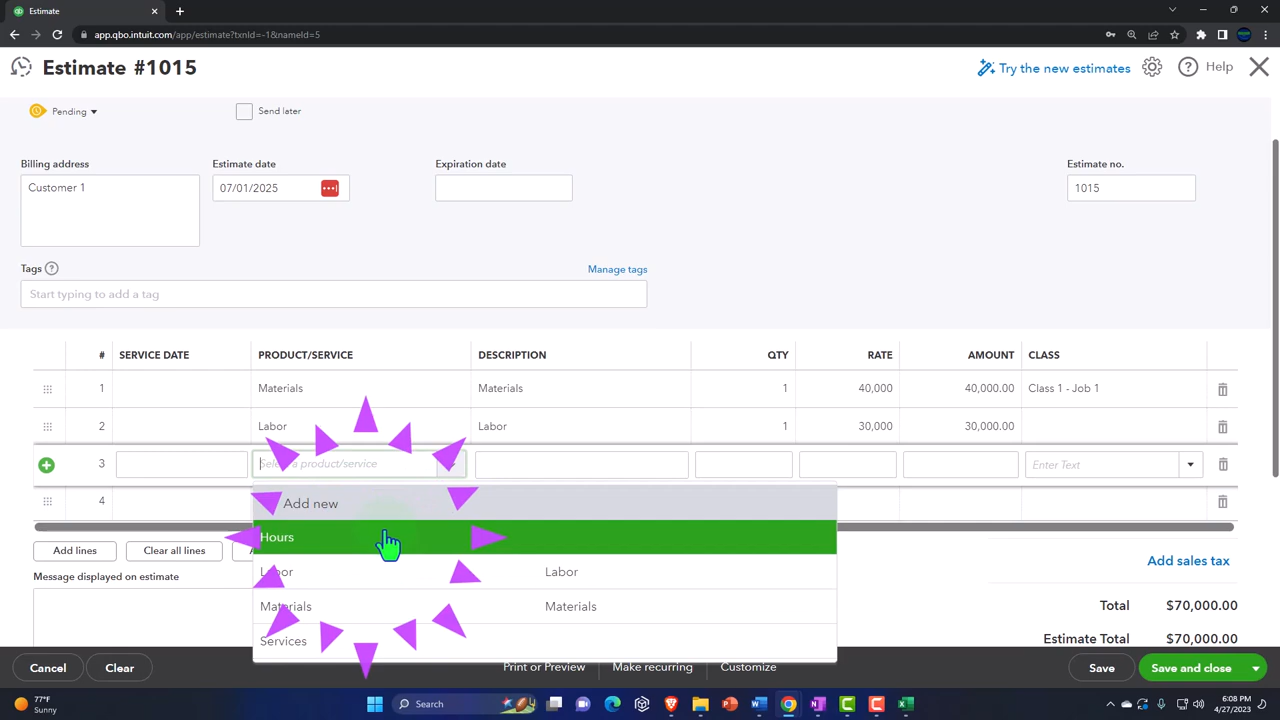 Estimate
app.qbo.intuit.com/app/estimate?txnId=-1&nameId=5
Estimate #1015
Try the new estimates
Help
Pending
Send later
Billing address
Estimate date
Expiration date
Estimate no.
Customer 1
07/01/2025
1015
Tags
Manage tags
Start typing to add a tag
# SERVICE DATE PRODUCT/SERVICE DESCRIPTION QTY RATE AMOUNT CLASS
1 Materials Materials 1 40,000 40,000.00 Class 1 - Job 1
2 Labor Labor 1 30,000 30,000.00
3 Select a product/service Enter Text
4
Add new
Hours
Labor Labor
Materials Materials
Services
Add lines
Clear all lines
Add sales tax
Message displayed on estimate
Total $70,000.00
Estimate Total $70,000.00
Cancel
Clear
Print or Preview
Make recurring
Customize
Save
Save and close
77°F
Sunny
Search
6:08 PM
4/27/2023